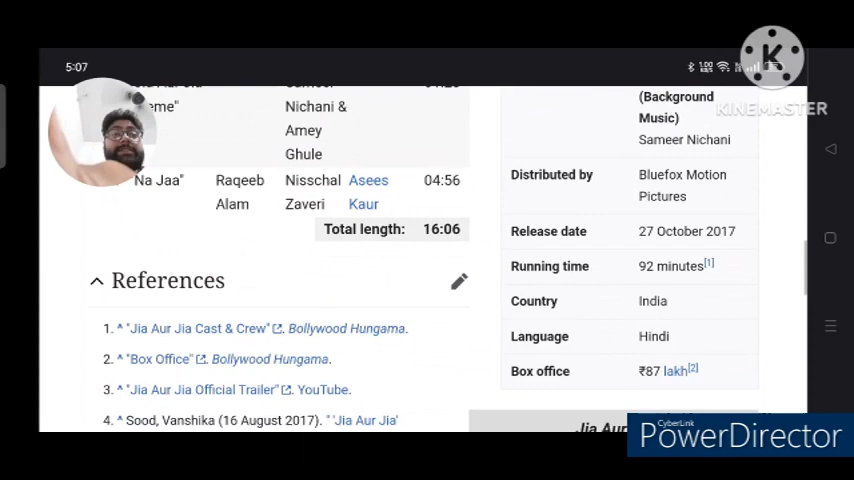 5:07
KINEMASTER
eme"
Nichani &
Amey
Ghule
Na Jaa"
Raqeeb
Alam
Nisschal
Zaveri
Asees
Kaur
04:56
Total length: 16:06
References
1. ^ "Jia Aur Jia Cast & Crew". Bollywood Hungama.
2. ^ "Box Office". Bollywood Hungama.
3. ^ "Jia Aur Jia Official Trailer". YouTube.
4. ^ Sood, Vanshika (16 August 2017). " 'Jia Aur Jia'
(Background
Music)
Sameer Nichani
Distributed by Bluefox Motion
Pictures
Release date 27 October 2017
Running time 92 minutes[1]
Country India
Language Hindi
Box office ₹87 lakh[2]
Jia Aur
CyberLink
PowerDirector